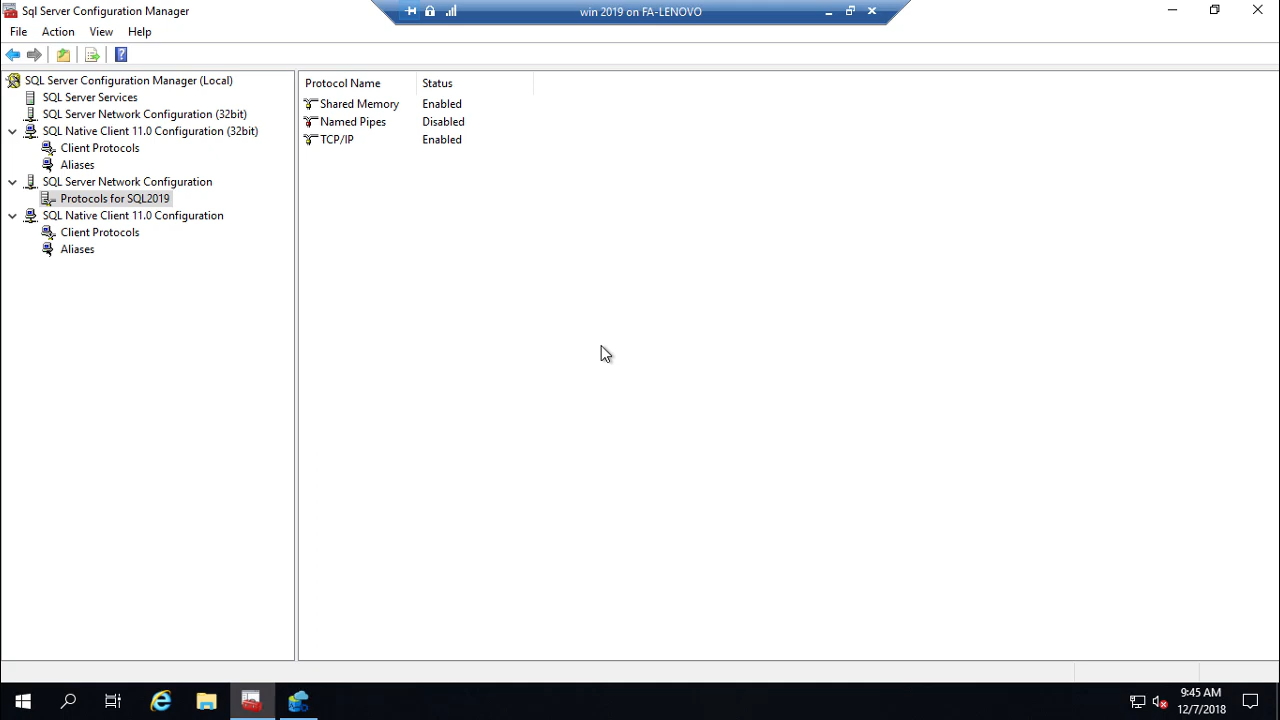 Sql Server Configuration Manager
win 2019 on FA-LENOVO
File Action View Help
SQL Server Configuration Manager (Local)
SQL Server Services
SQL Server Network Configuration (32bit)
SQL Native Client 11.0 Configuration (32bit)
Client Protocols
Aliases
SQL Server Network Configuration
Protocols for SQL2019
SQL Native Client 11.0 Configuration
Client Protocols
Aliases
Protocol Name Status
Shared Memory Enabled
Named Pipes Disabled
TCP/IP Enabled
9:45 AM
12/7/2018